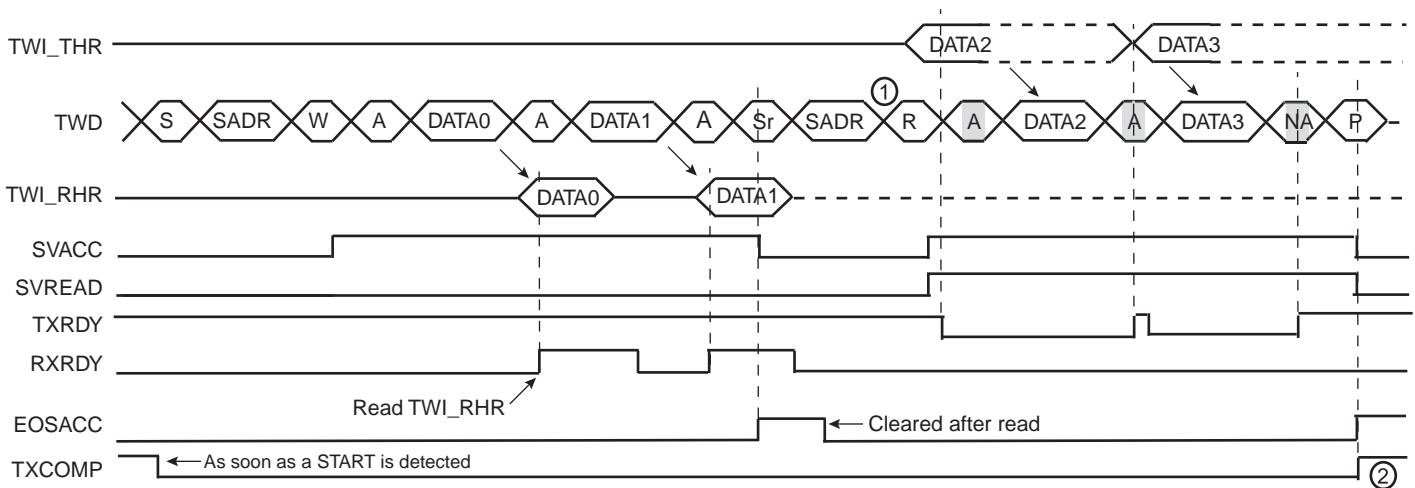 TWI_THR DATA2 DATA3
①
TWD S SADR W A DATA0 A DATA1 A Sr SADR R A DATA2 A DATA3 NA P
TWI_RHR DATA0 DATA1
SVACC
SVREAD
TXRDY
RXRDY
Read TWI_RHR
EOSACC Cleared after read
TXCOMP As soon as a START is detected ②